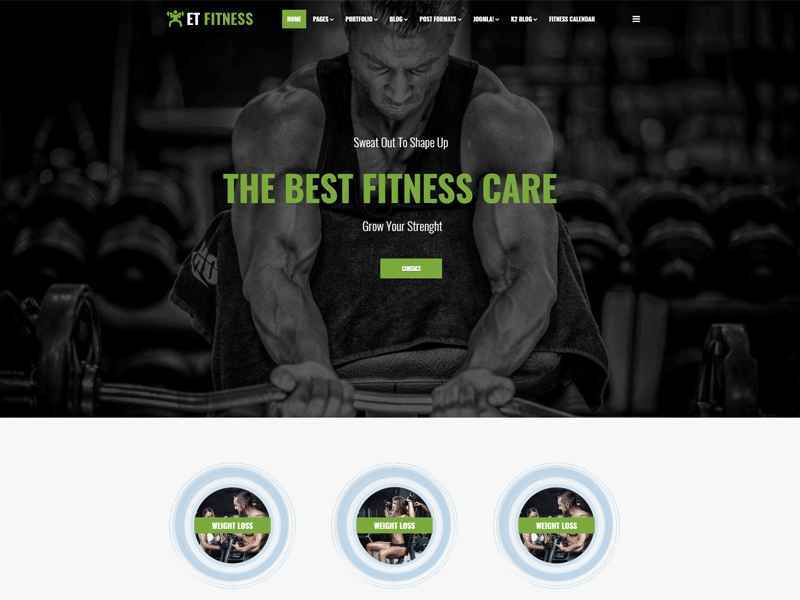 ET FITNESS
HOME PAGES PORTFOLIO BLOG POST FORMATS JOOMLA! K2 BLOG FITNESS CALENDAR
Sweat Out To Shape Up
THE BEST FITNESS CARE
Grow Your Strenght
CONTACT
WEIGHT LOSS WEIGHT LOSS WEIGHT LOSS